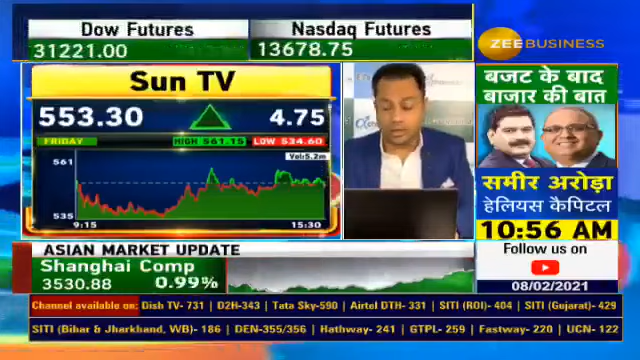 Dow Futures
31221.00
Nasdaq Futures
13678.75
ZEE BUSINESS
Sun TV
553.30
4.75
FRIDAY
HIGH 561.15
LOW 534.60
Vol:5.2m
561
535
9:15
15:30
बजट के बाद
बाजार की बात
समीर अरोड़ा
हेलियस कैपिटल
10:56 AM
ASIAN MARKET UPDATE
Shanghai Comp
3530.88 0.99%
Follow us on
08/02/2021
Channel available on: Dish TV- 731 | D2H-343 | Tata Sky-590 | Airtel DTH- 331 | SITI (ROI)- 404 | SITI (Gujarat)- 429
SITI (Bihar & Jharkhand, WB)- 186 | DEN-355/356 | Hathway- 241 | GTPL- 259 | Fastway- 220 | UCN- 122